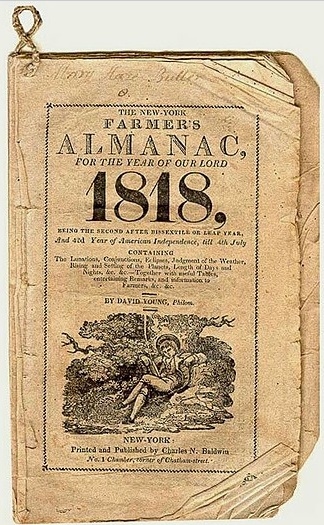 THE NEW-YORK
FARMER'S
ALMANAC,
FOR THE YEAR OF OUR LORD
1818,
BEING THE SECOND AFTER BISSEXTILE OR LEAP YEAR,
And 42d Year of American Independence, till 4th July
CONTAINING
The Lunations, Conjunctions, Eclipses, Judgment of the Weather,
Rising and Setting of the Planets, Length of Days and
Nights, &c. &c.—Together with useful Tables,
entertaining Remarks, and information to
Farmers, &c. &c.
BY DAVID YOUNG, Philom.
NEW-YORK:
Printed and Published by Charles N. Baldwin
No. 1 Chamber, corner of Chatham-street.